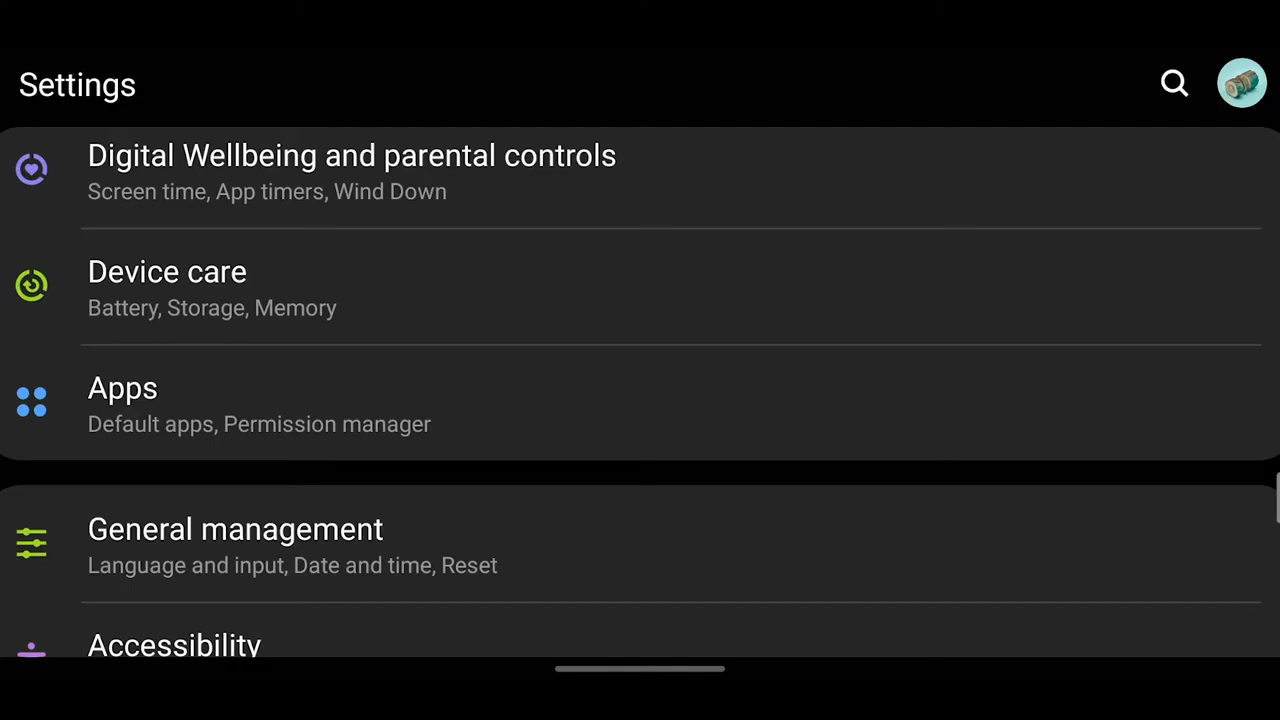 Settings
Digital Wellbeing and parental controls
Screen time, App timers, Wind Down
Device care
Battery, Storage, Memory
Apps
Default apps, Permission manager
General management
Language and input, Date and time, Reset
Accessibility